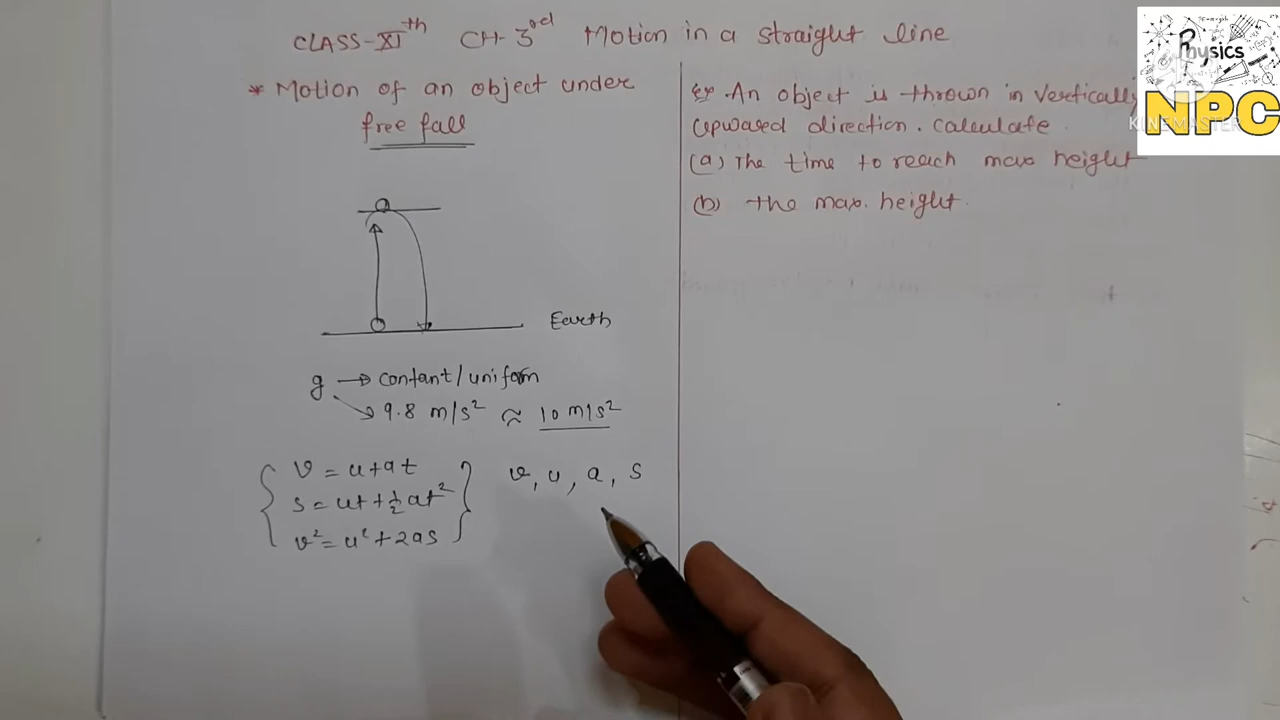 CLASS-XIth CH-3rd Motion in a straight line
* Motion of an object under
free fall
Earth
g → contant/uniform
↘ 9.8 m/s² ≈ 10 m/s²
v = u+at
s = ut+½at²
v² = u²+2as
v, u, a, s
Ex An object is thrown in vertically
upward direction. calculate
(a) The time to reach max height
(b) the max. height.
Physics
NPC
KINEMASTER